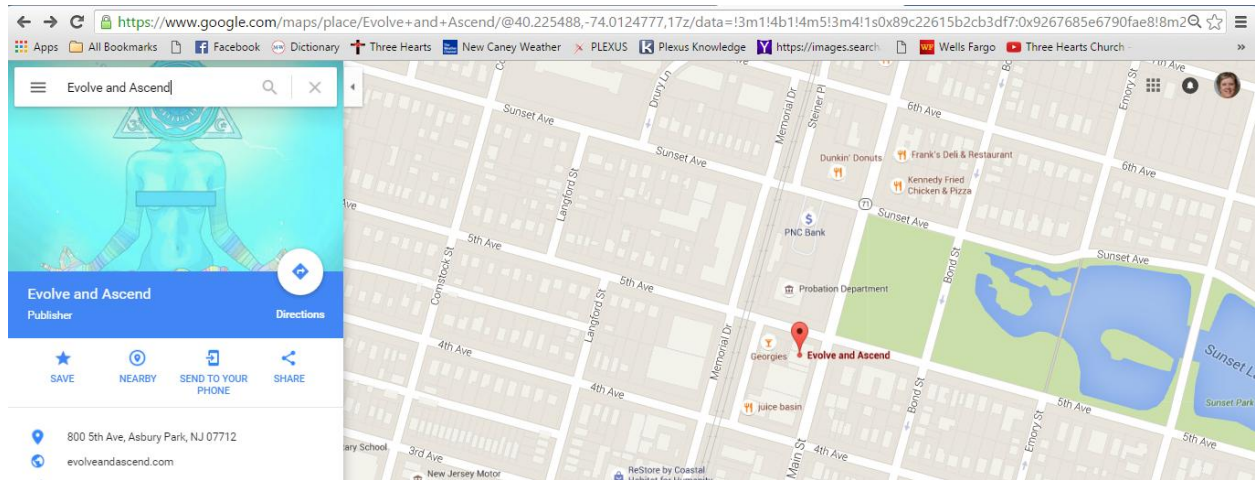 https://www.google.com/maps/place/Evolve+and+Ascend/@40.225488,-74.0124777,17z/data=!3m1!4b1!4m5!3m4!1s0x89c22615b2cb3df7:0x9267685e6790fae8!8m2
Apps All Bookmarks Facebook Dictionary Three Hearts New Caney Weather PLEXUS Plexus Knowledge https://images.search. Wells Fargo Three Hearts Church - »
Evolve and Ascend
Evolve and Ascend
Publisher
Directions
SAVE
NEARBY
SEND TO YOUR
PHONE
SHARE
800 5th Ave, Asbury Park, NJ 07712
evolveandascend.com
Drury Ln
Memorial Dr
Steiner Pl
6th Ave
Emory St
Sunset Ave
Sunset Ave
Dunkin' Donuts
Frank's Deli & Restaurant
6th Ave
Kennedy Fried
Chicken & Pizza
Langford St
Ave
71
Sunset Ave
PNC Bank
5th Ave
Bond St
Sunset Ave
Comstock St
5th Ave
Probation Department
Langford St
Memorial Dr
Georgies
Evolve and Ascend
Sunset L
4th Ave
4th Ave
juice basin
Bond St
5th Ave
Sunset Park
Emory St
5th Ave
ary School
3rd Ave
Main St
4th Ave
New Jersey Motor
ReStore by Coastal
Habitat for Humanity